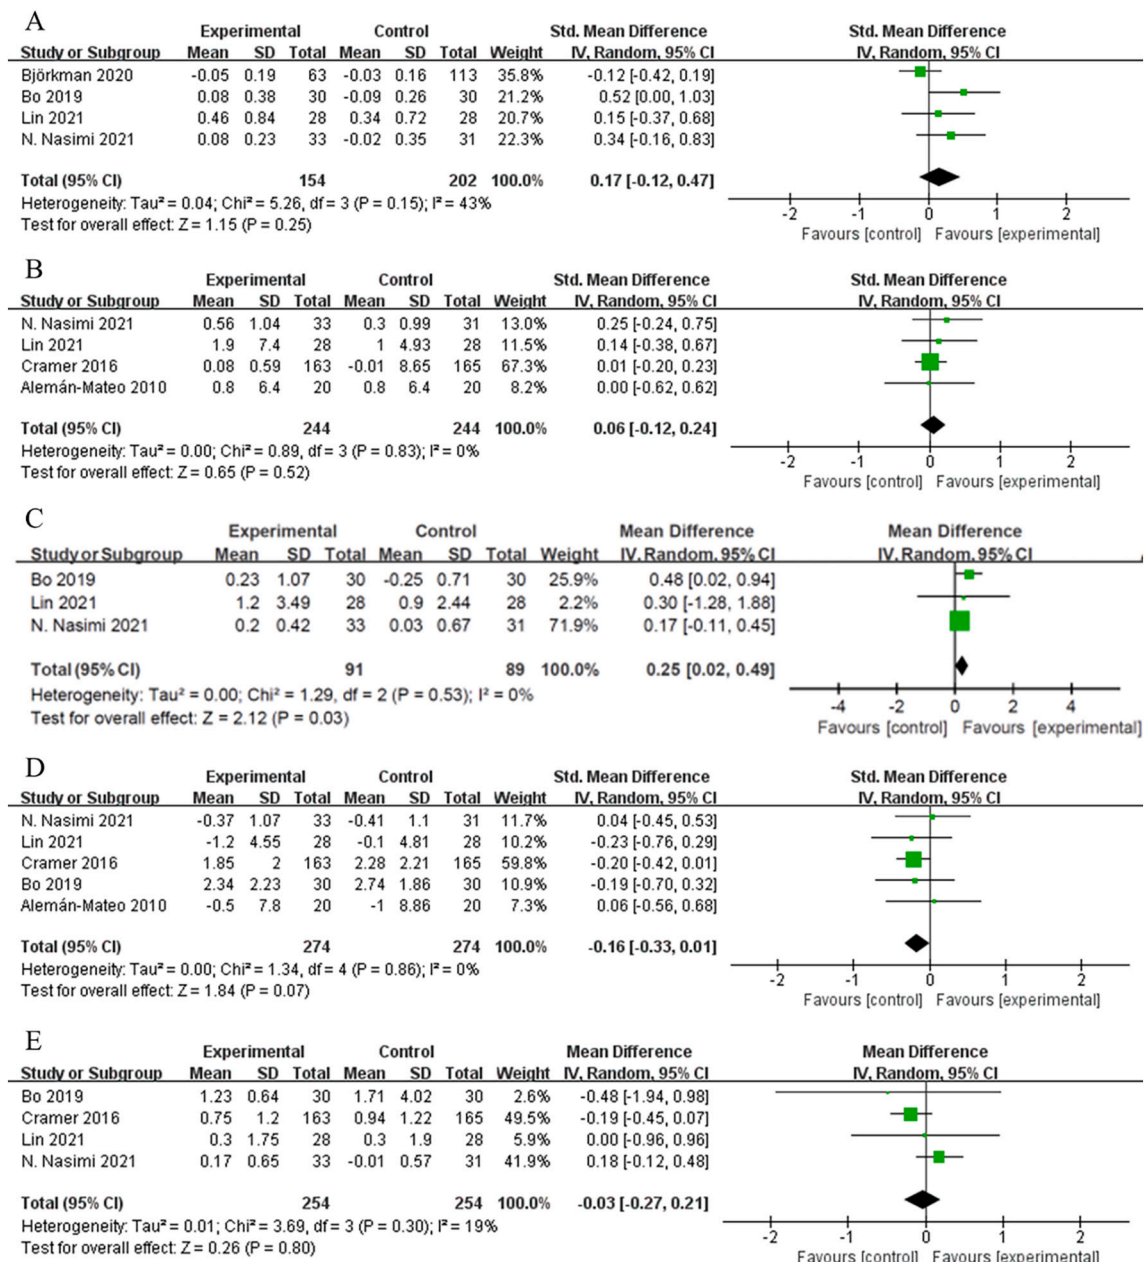 A
Experimental Control Std. Mean Difference Std. Mean Difference
Study or Subgroup Mean SD Total Mean SD Total Weight IV, Random, 95% CI IV, Random, 95% CI
Björkman 2020 -0.05 0.19 63 -0.03 0.16 113 35.8% -0.12 [-0.42, 0.19]
Bo 2019 0.08 0.38 30 -0.09 0.26 30 21.2% 0.52 [0.00, 1.03]
Lin 2021 0.46 0.84 28 0.34 0.72 28 20.7% 0.15 [-0.37, 0.68]
N. Nasimi 2021 0.08 0.23 33 -0.02 0.35 31 22.3% 0.34 [-0.16, 0.83]
Total (95% CI) 154 202 100.0% 0.17 [-0.12, 0.47]
Heterogeneity: Tau² = 0.04; Chi² = 5.26, df = 3 (P = 0.15); I² = 43%
Test for overall effect: Z = 1.15 (P = 0.25)
-2 -1 0 1 2
Favours [control] Favours [experimental]
B
Experimental Control Std. Mean Difference Std. Mean Difference
Study or Subgroup Mean SD Total Mean SD Total Weight IV, Random, 95% CI IV, Random, 95% CI
N. Nasimi 2021 0.56 1.04 33 0.3 0.99 31 13.0% 0.25 [-0.24, 0.75]
Lin 2021 1.9 7.4 28 1 4.93 28 11.5% 0.14 [-0.38, 0.67]
Cramer 2016 0.08 0.59 163 -0.01 8.65 165 67.3% 0.01 [-0.20, 0.23]
Alemán-Mateo 2010 0.8 6.4 20 0.8 6.4 20 8.2% 0.00 [-0.62, 0.62]
Total (95% CI) 244 244 100.0% 0.06 [-0.12, 0.24]
Heterogeneity: Tau² = 0.00; Chi² = 0.89, df = 3 (P = 0.83); I² = 0%
Test for overall effect: Z = 0.65 (P = 0.52)
-2 -1 0 1 2
Favours [control] Favours [experimental]
C
Experimental Control Mean Difference Mean Difference
Study or Subgroup Mean SD Total Mean SD Total Weight IV, Random, 95% CI IV, Random, 95% CI
Bo 2019 0.23 1.07 30 -0.25 0.71 30 25.9% 0.48 [0.02, 0.94]
Lin 2021 1.2 3.49 28 0.9 2.44 28 2.2% 0.30 [-1.28, 1.88]
N. Nasimi 2021 0.2 0.42 33 0.03 0.67 31 71.9% 0.17 [-0.11, 0.45]
Total (95% CI) 91 89 100.0% 0.25 [0.02, 0.49]
Heterogeneity: Tau² = 0.00; Chi² = 1.29, df = 2 (P = 0.53); I² = 0%
Test for overall effect: Z = 2.12 (P = 0.03)
-4 -2 0 2 4
Favours [control] Favours [experimental]
D
Experimental Control Std. Mean Difference Std. Mean Difference
Study or Subgroup Mean SD Total Mean SD Total Weight IV, Random, 95% CI IV, Random, 95% CI
N. Nasimi 2021 -0.37 1.07 33 -0.41 1.1 31 11.7% 0.04 [-0.45, 0.53]
Lin 2021 -1.2 4.55 28 -0.1 4.81 28 10.2% -0.23 [-0.76, 0.29]
Cramer 2016 1.85 2 163 2.28 2.21 165 59.8% -0.20 [-0.42, 0.01]
Bo 2019 2.34 2.23 30 2.74 1.86 30 10.9% -0.19 [-0.70, 0.32]
Alemán-Mateo 2010 -0.5 7.8 20 -1 8.86 20 7.3% 0.06 [-0.56, 0.68]
Total (95% CI) 274 274 100.0% -0.16 [-0.33, 0.01]
Heterogeneity: Tau² = 0.00; Chi² = 1.34, df = 4 (P = 0.86); I² = 0%
Test for overall effect: Z = 1.84 (P = 0.07)
-2 -1 0 1 2
Favours [control] Favours [experimental]
E
Experimental Control Mean Difference Mean Difference
Study or Subgroup Mean SD Total Mean SD Total Weight IV, Random, 95% CI IV, Random, 95% CI
Bo 2019 1.23 0.64 30 1.71 4.02 30 2.6% -0.48 [-1.94, 0.98]
Cramer 2016 0.75 1.2 163 0.94 1.22 165 49.5% -0.19 [-0.45, 0.07]
Lin 2021 0.3 1.75 28 0.3 1.9 28 5.9% 0.00 [-0.96, 0.96]
N. Nasimi 2021 0.17 0.65 33 -0.01 0.57 31 41.9% 0.18 [-0.12, 0.48]
Total (95% CI) 254 254 100.0% -0.03 [-0.27, 0.21]
Heterogeneity: Tau² = 0.01; Chi² = 3.69, df = 3 (P = 0.30); I² = 19%
Test for overall effect: Z = 0.26 (P = 0.80)
-2 -1 0 1 2
Favours [control] Favours [experimental]